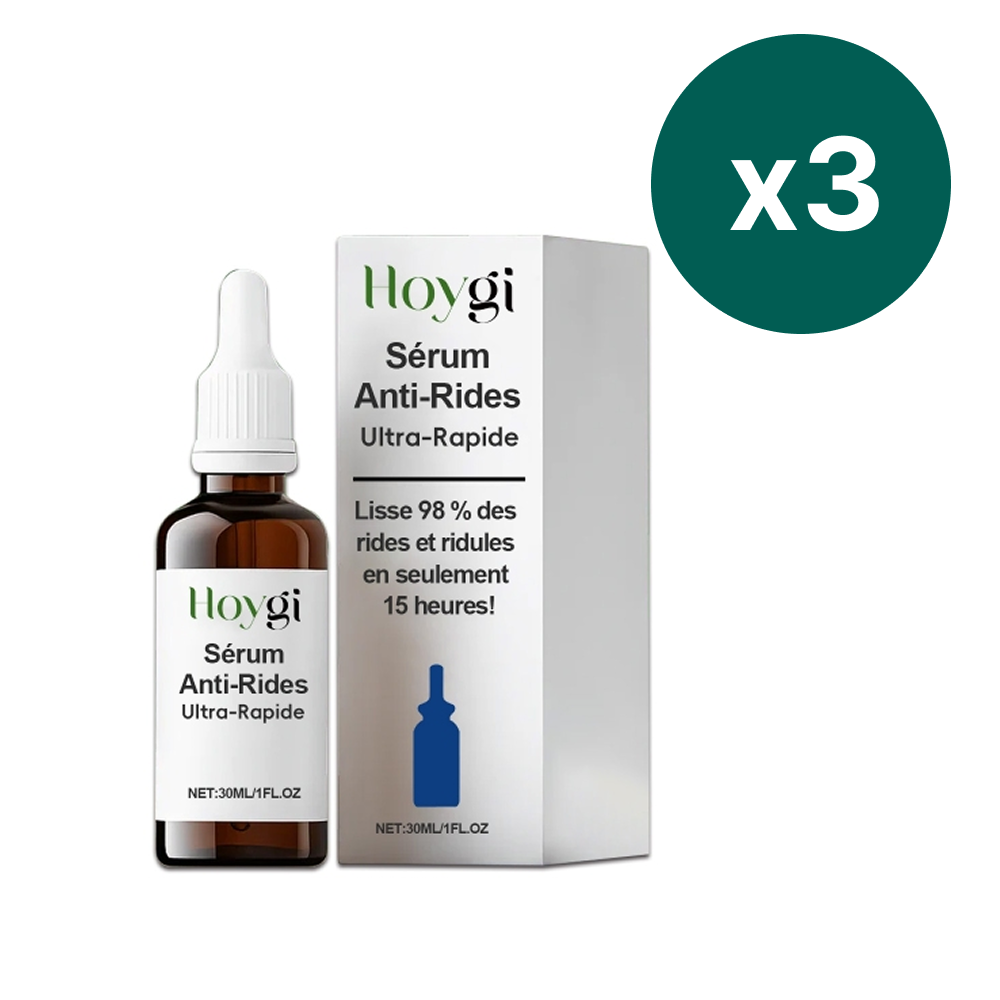 x3
Hoygi
Sérum
Anti-Rides
Ultra-Rapide
Lisse 98 % des
rides et ridules
en seulement
15 heures!
NET:30ML/1FL.OZ
Hoygi
Sérum
Anti-Rides
Ultra-Rapide
NET:30ML/1FL.OZ